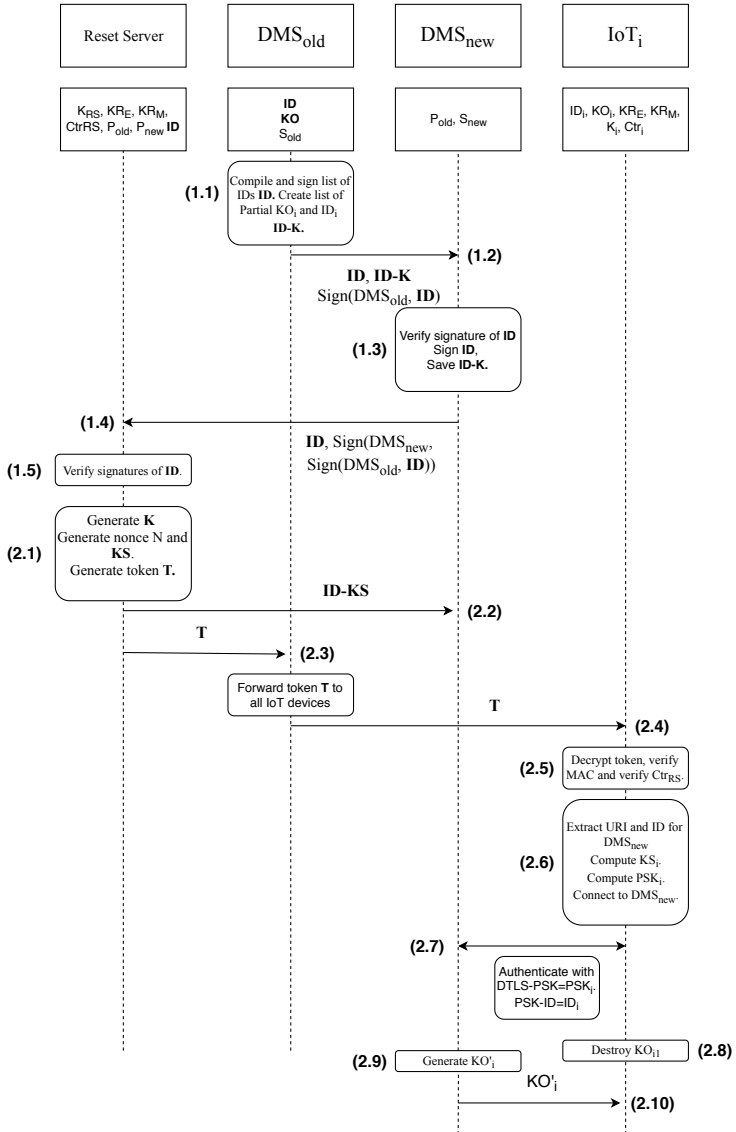 Reset Server
DMSold
DMSnew
IoTi
KRS, KRE, KRM,
CtrRS, Pold, Pnew ID
ID
KO
Sold
Pold, Snew
IDi, KOi, KRE, KRM,
Ki, Ctri
(1.1)
Compile and sign list of
IDs ID. Create list of
Partial KOi and IDi
ID-K.
(1.2)
ID, ID-K
Sign(DMSold, ID)
(1.3)
Verify signature of ID
Sign ID,
Save ID-K.
(1.4)
ID, Sign(DMSnew,
Sign(DMSold, ID))
(1.5)
Verify signatures of ID.
(2.1)
Generate K
Generate nonce N and
KS.
Generate token T.
ID-KS
(2.2)
T
(2.3)
Forward token T to
all IoT devices
T
(2.4)
(2.5)
Decrypt token, verify
MAC and verify CtrRS.
(2.6)
Extract URI and ID for
DMSnew
Compute KSi.
Compute PSKi.
Connect to DMSnew.
(2.7)
Authenticate with
DTLS-PSK=PSKi.
PSK-ID=IDi
Destroy KOi1
(2.8)
(2.9)
Generate KO'i
KO'i
(2.10)